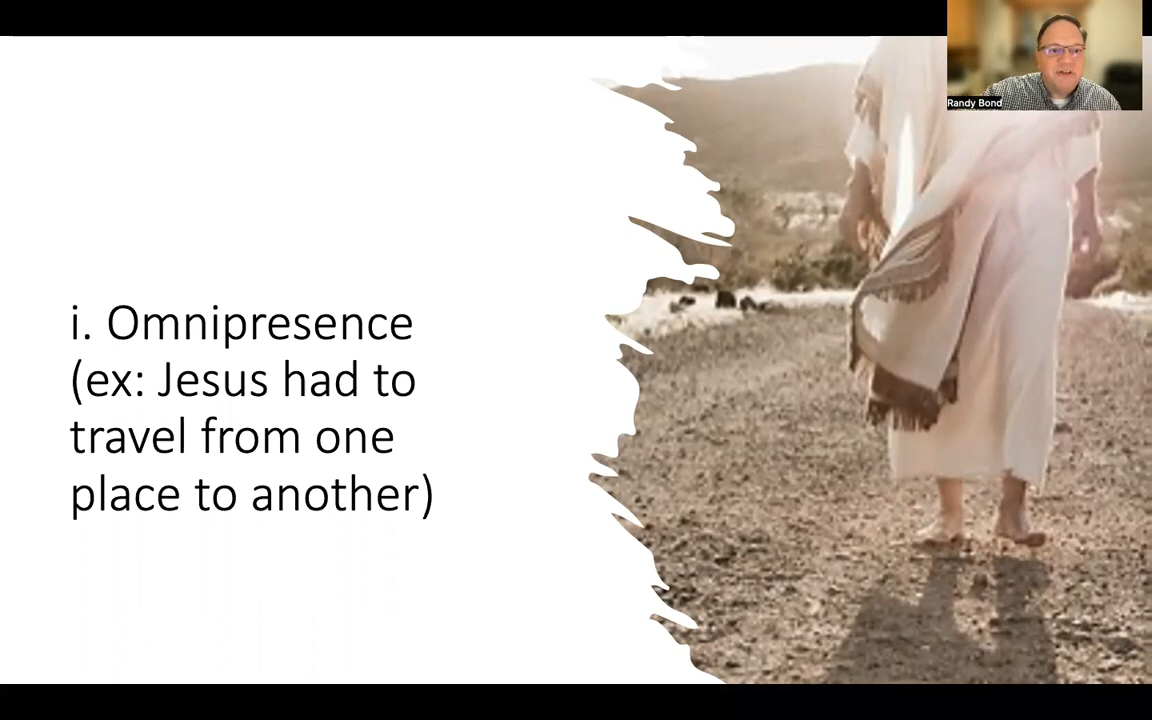 Randy Bond
i. Omnipresence
(ex: Jesus had to
travel from one
place to another)